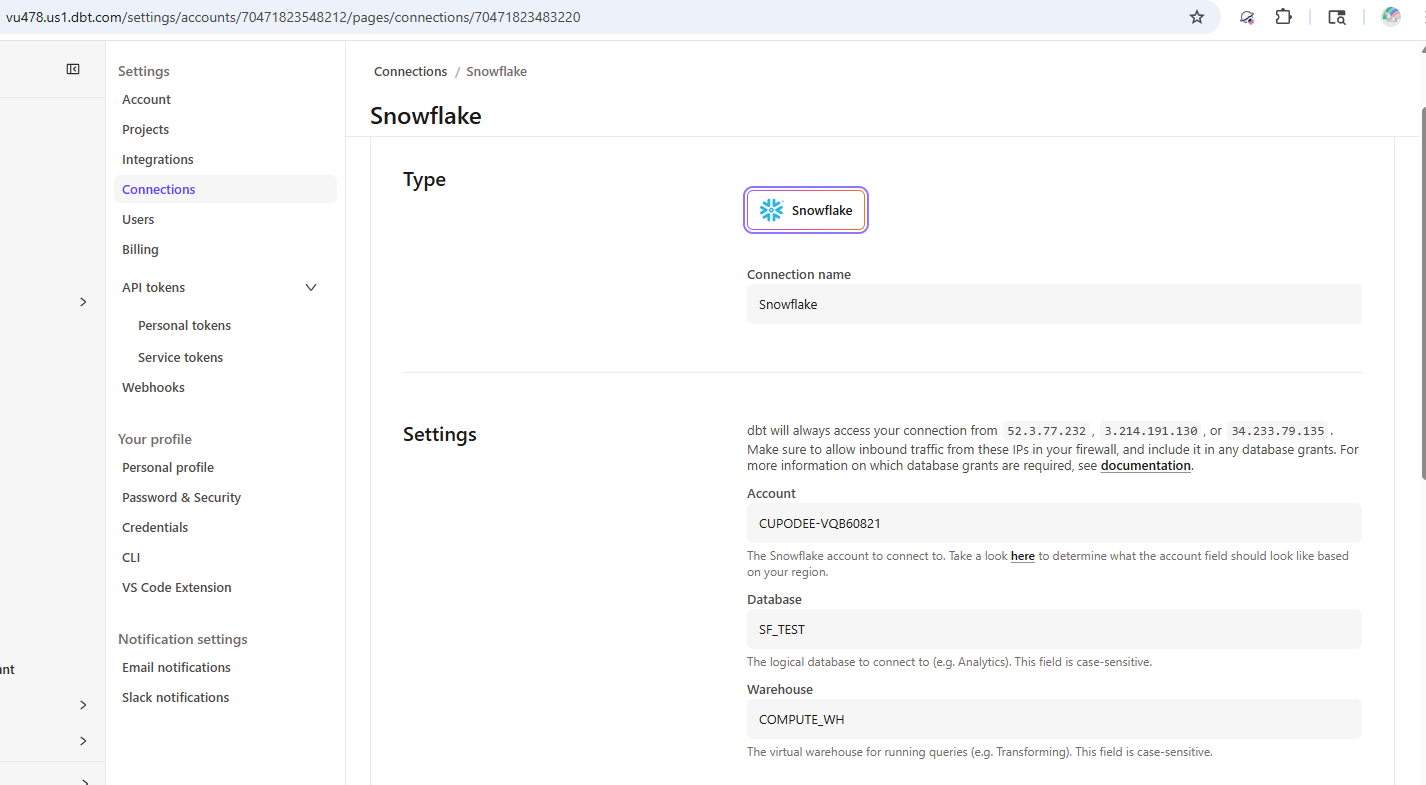 vu478.us1.dbt.com/settings/accounts/70471823548212/pages/connections/70471823483220
Settings
Account
Projects
Integrations
Connections
Users
Billing
API tokens
Personal tokens
Service tokens
Webhooks
Your profile
Personal profile
Password & Security
Credentials
CLI
VS Code Extension
Notification settings
Email notifications
Slack notifications
ant
Connections / Snowflake
Snowflake
Type
Snowflake
Connection name
Snowflake
Settings
dbt will always access your connection from 52.3.77.232 , 3.214.191.130 , or 34.233.79.135 .
Make sure to allow inbound traffic from these IPs in your firewall, and include it in any database grants. For
more information on which database grants are required, see documentation.
Account
CUPODEE-VQB60821
The Snowflake account to connect to. Take a look here to determine what the account field should look like based
on your region.
Database
SF_TEST
The logical database to connect to (e.g. Analytics). This field is case-sensitive.
Warehouse
COMPUTE_WH
The virtual warehouse for running queries (e.g. Transforming). This field is case-sensitive.